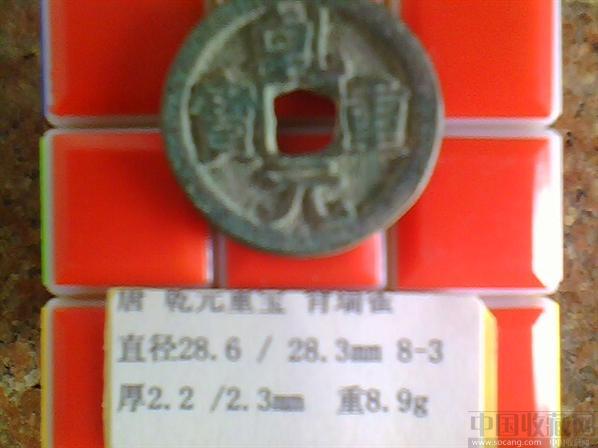 乾元重寳
唐 乾元重宝 背瑞雀
直径28.6 / 28.3mm 8-3
厚2.2 /2.3mm 重8.9g
中国收藏网
www.socang.com